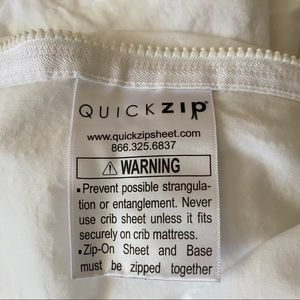 QUICKZIP®
www.quickzipsheet.com
866.325.6837
⚠ WARNING
▪Prevent possible strangula-
tion or entanglement. Never
use crib sheet unless it fits
securely on crib mattress.
▪Zip-On Sheet and Base
must be zipped together